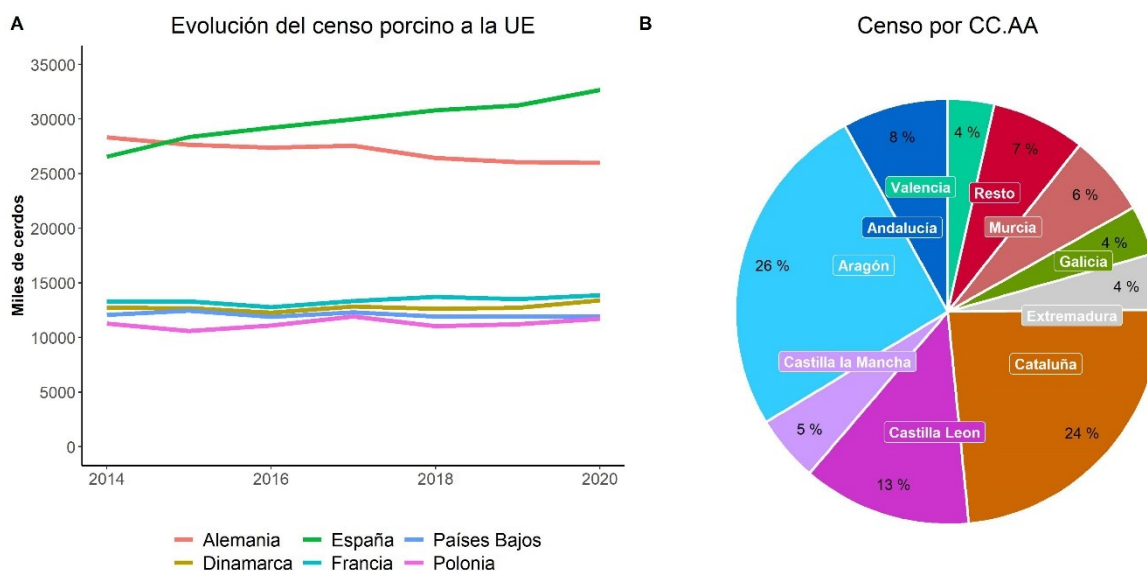 A
Evolución del censo porcino a la UE
Miles de cerdos
35000
30000
25000
20000
15000
10000
5000
0
2014
2016
2018
2020
Alemania
España
Países Bajos
Dinamarca
Francia
Polonia
B
Censo por CC.AA
8 %
4 %
7 %
6 %
Valencia
Resto
Andalucía
Murcia
4 %
Galicia
26 %
Aragón
4 %
Extremadura
Castilla la Mancha
Cataluña
5 %
Castilla Leon
24 %
13 %